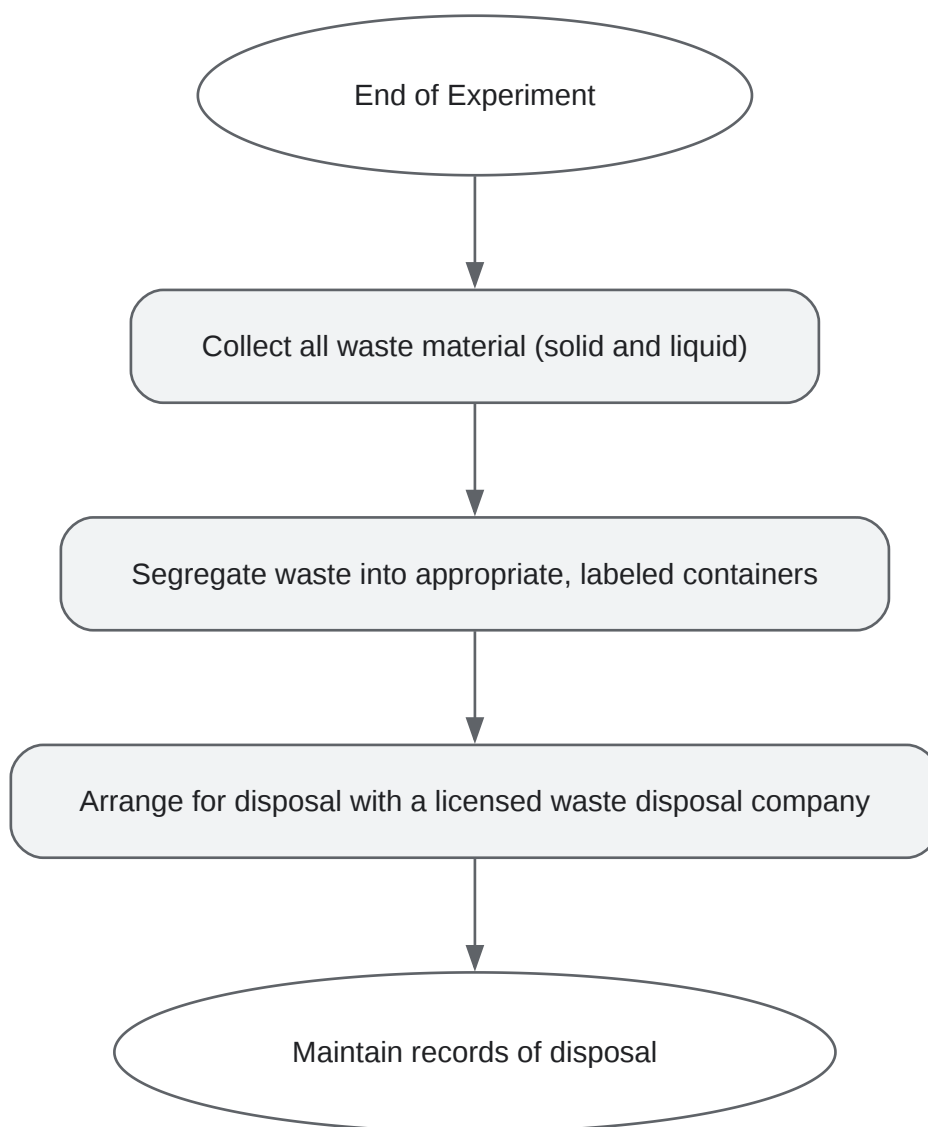 End of Experiment
Collect all waste material (solid and liquid)
Segregate waste into appropriate, labeled containers
Arrange for disposal with a licensed waste disposal company
Maintain records of disposal